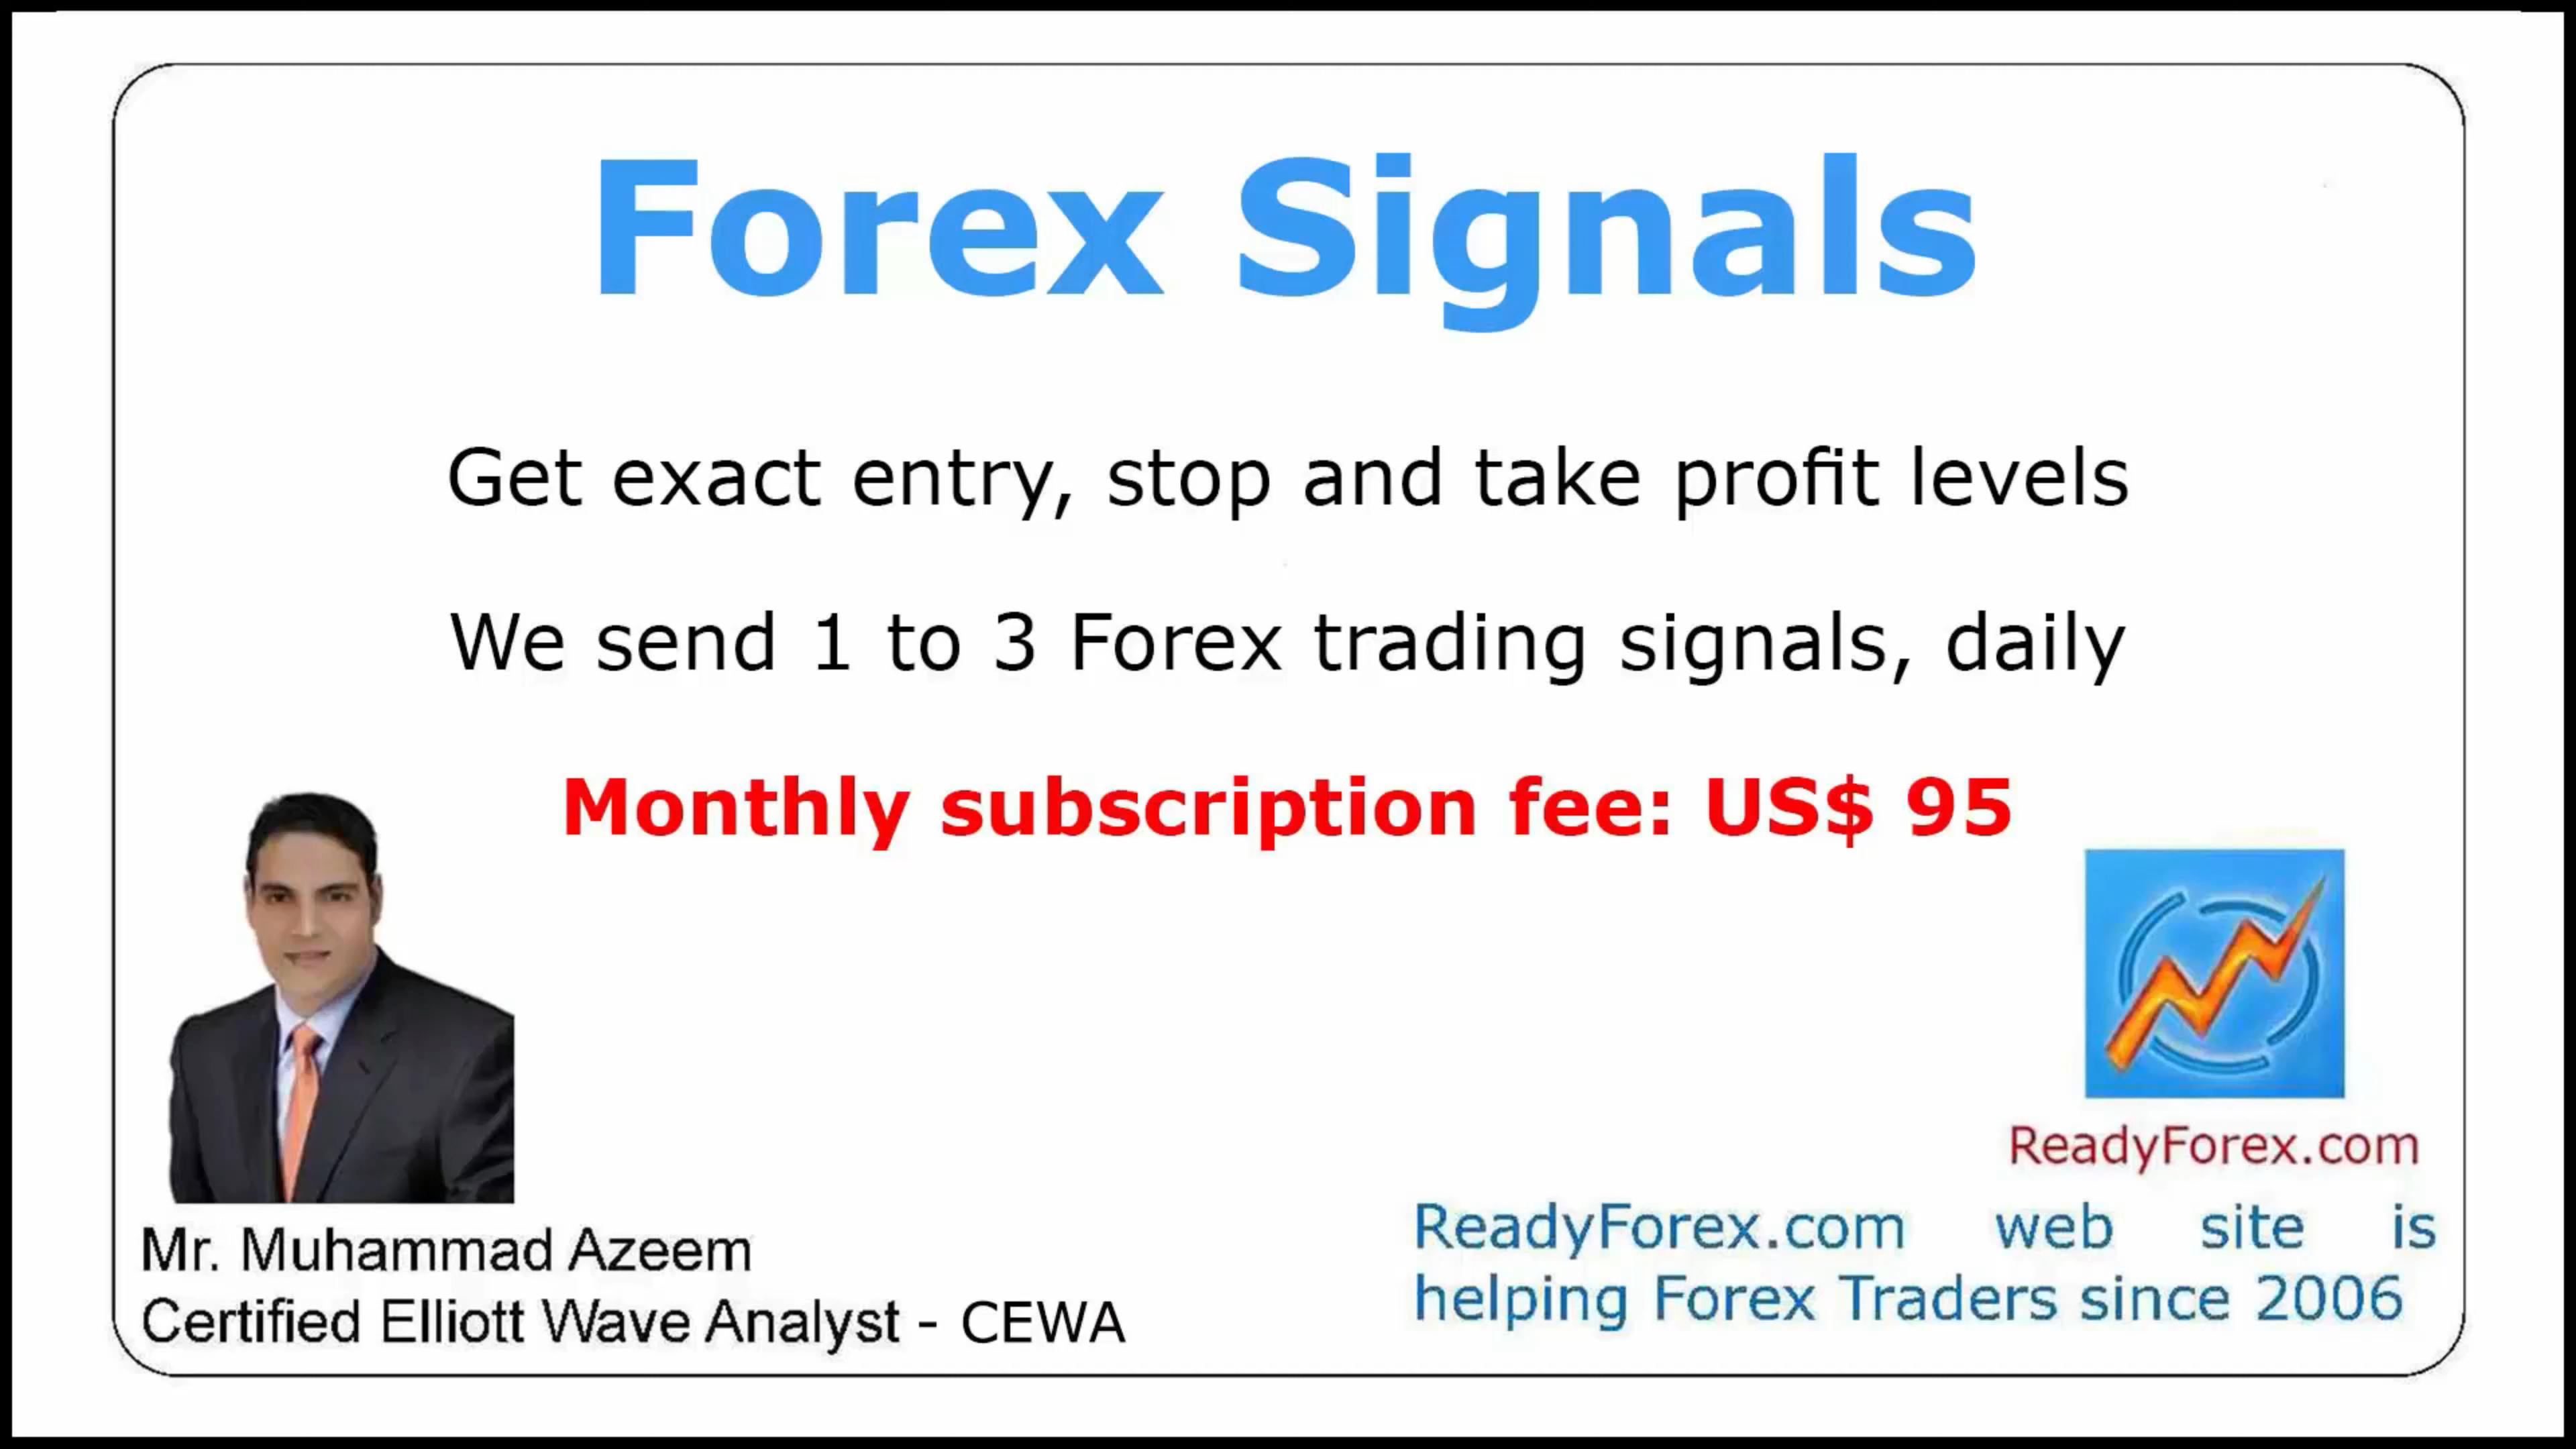 Forex Signals
Get exact entry, stop and take profit levels
We send 1 to 3 Forex trading signals, daily
Monthly subscription fee: US$ 95
ReadyForex.com
Mr. Muhammad Azeem
Certified Elliott Wave Analyst - CEWA
ReadyForex.com web site is
helping Forex Traders since 2006